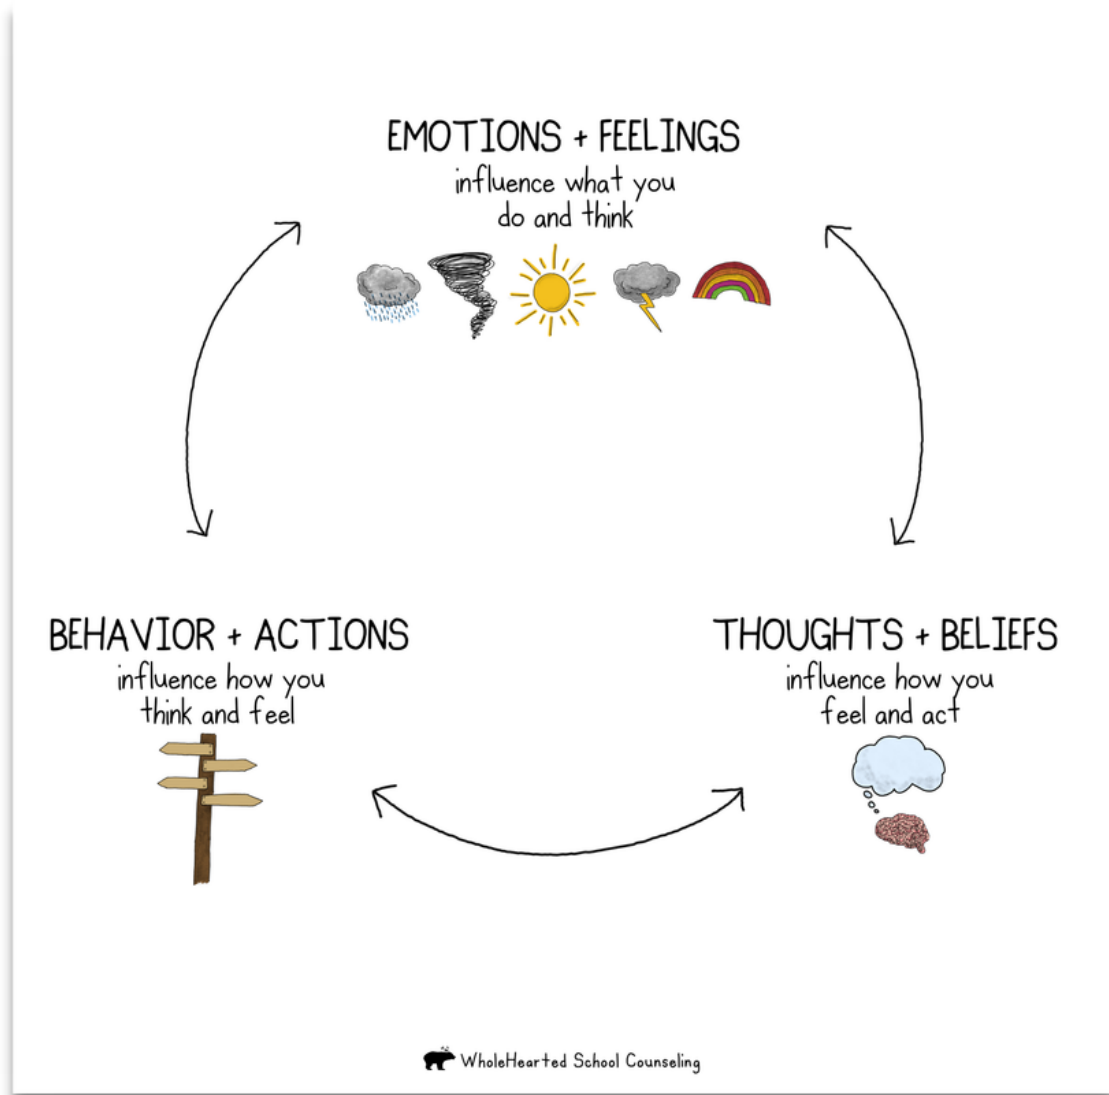 EMOTIONS + FEELINGS
influence what you
do and think
BEHAVIOR + ACTIONS
influence how you
think and feel
THOUGHTS + BELIEFS
influence how you
feel and act
WholeHearted School Counseling